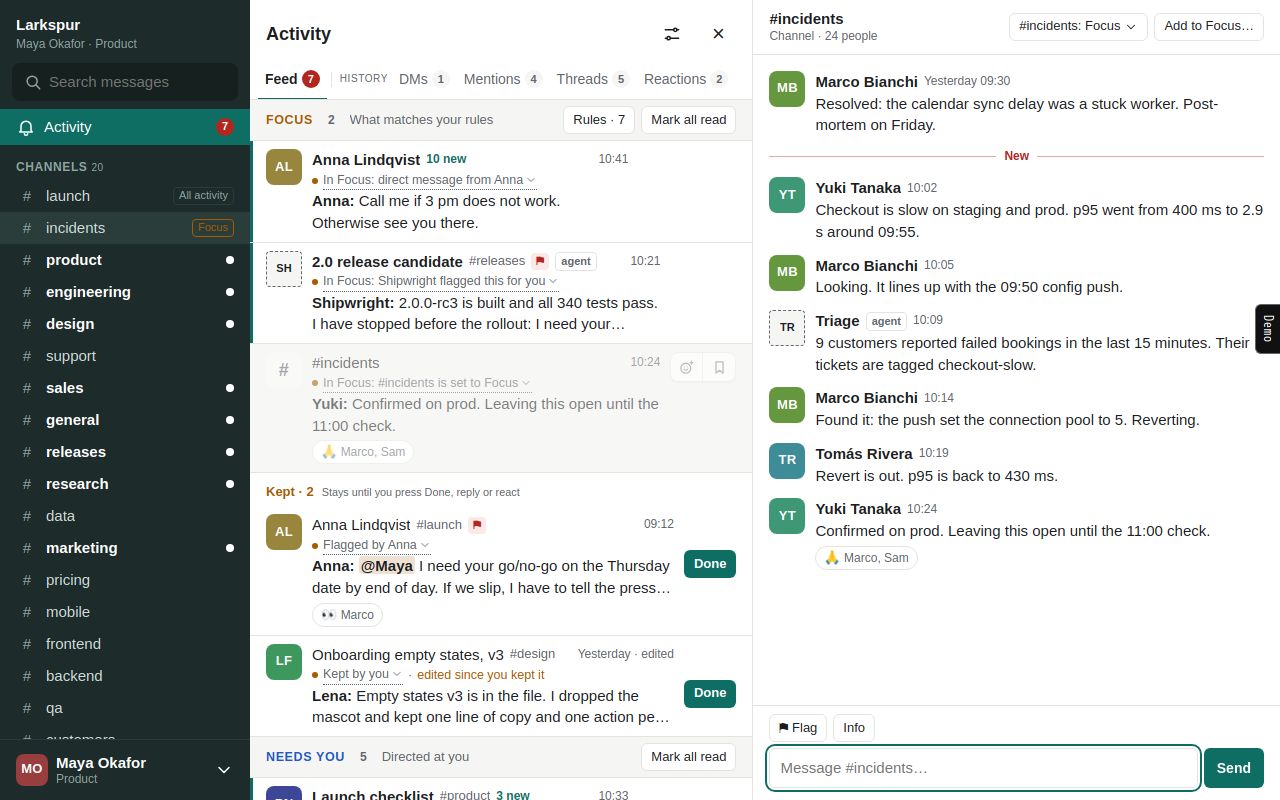 Larkspur
Maya Okafor · Product
Search messages
Activity
7
CHANNELS 20
# launch All activity
# incidents Focus
# product
# engineering
# design
# support
# sales
# general
# releases
# research
# data
# marketing
# pricing
# mobile
# frontend
# backend
# qa
# customers
MO
Maya Okafor
Product
Activity
Feed 7 HISTORY DMs 1 Mentions 4 Threads 5 Reactions 2
FOCUS 2 What matches your rules Rules · 7 Mark all read
AL
Anna Lindqvist 10 new 10:41
In Focus: direct message from Anna
Anna: Call me if 3 pm does not work.
Otherwise see you there.
SH
2.0 release candidate #releases agent 10:21
In Focus: Shipwright flagged this for you
Shipwright: 2.0.0-rc3 is built and all 340 tests pass.
I have stopped before the rollout: I need your…
#
#incidents 10:24
In Focus: #incidents is set to Focus
Yuki: Confirmed on prod. Leaving this open until the
11:00 check.
🙏 Marco, Sam
Kept · 2 Stays until you press Done, reply or react
AL
Anna Lindqvist #launch 09:12
Flagged by Anna
Anna: @Maya I need your go/no-go on the Thursday
date by end of day. If we slip, I have to tell the press…
👀 Marco
Done
LF
Onboarding empty states, v3 #design Yesterday · edited
Kept by you · edited since you kept it
Lena: Empty states v3 is in the file. I dropped the
mascot and kept one line of copy and one action pe…
Done
NEEDS YOU 5 Directed at you Mark all read
Launch checklist #product 3 new 10:33
#incidents
Channel · 24 people
#incidents: Focus
Add to Focus…
MB
Marco Bianchi Yesterday 09:30
Resolved: the calendar sync delay was a stuck worker. Post-
mortem on Friday.
New
YT
Yuki Tanaka 10:02
Checkout is slow on staging and prod. p95 went from 400 ms to 2.9
s around 09:55.
MB
Marco Bianchi 10:05
Looking. It lines up with the 09:50 config push.
TR
Triage agent 10:09
9 customers reported failed bookings in the last 15 minutes. Their
tickets are tagged checkout-slow.
MB
Marco Bianchi 10:14
Found it: the push set the connection pool to 5. Reverting.
TR
Tomás Rivera 10:19
Revert is out. p95 is back to 430 ms.
YT
Yuki Tanaka 10:24
Confirmed on prod. Leaving this open until the 11:00 check.
🙏 Marco, Sam
Demo
Flag
Info
Message #incidents…
Send